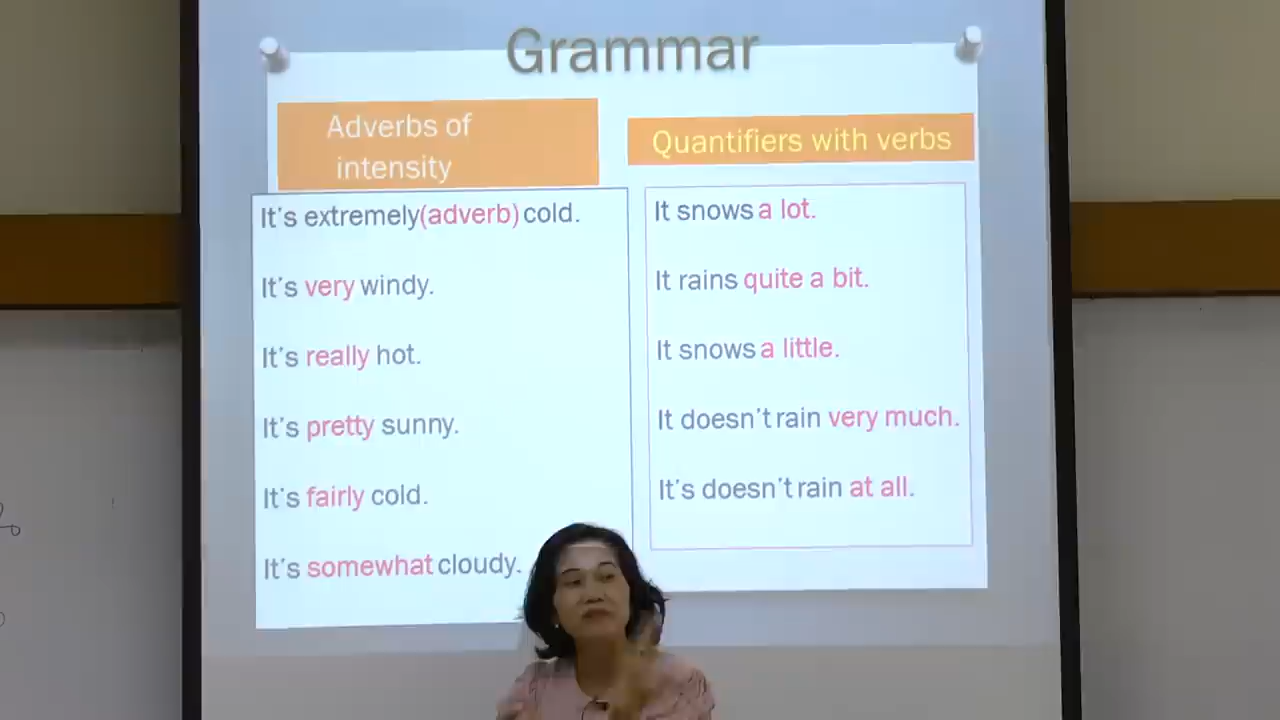 Grammar
Adverbs of
intensity
It's extremely(adverb) cold.
It's very windy.
It's really hot.
It's pretty sunny.
It's fairly cold.
It's somewhat cloudy.
Quantifiers with verbs
It snows a lot.
It rains quite a bit.
It snows a little.
It doesn't rain very much.
It's doesn't rain at all.